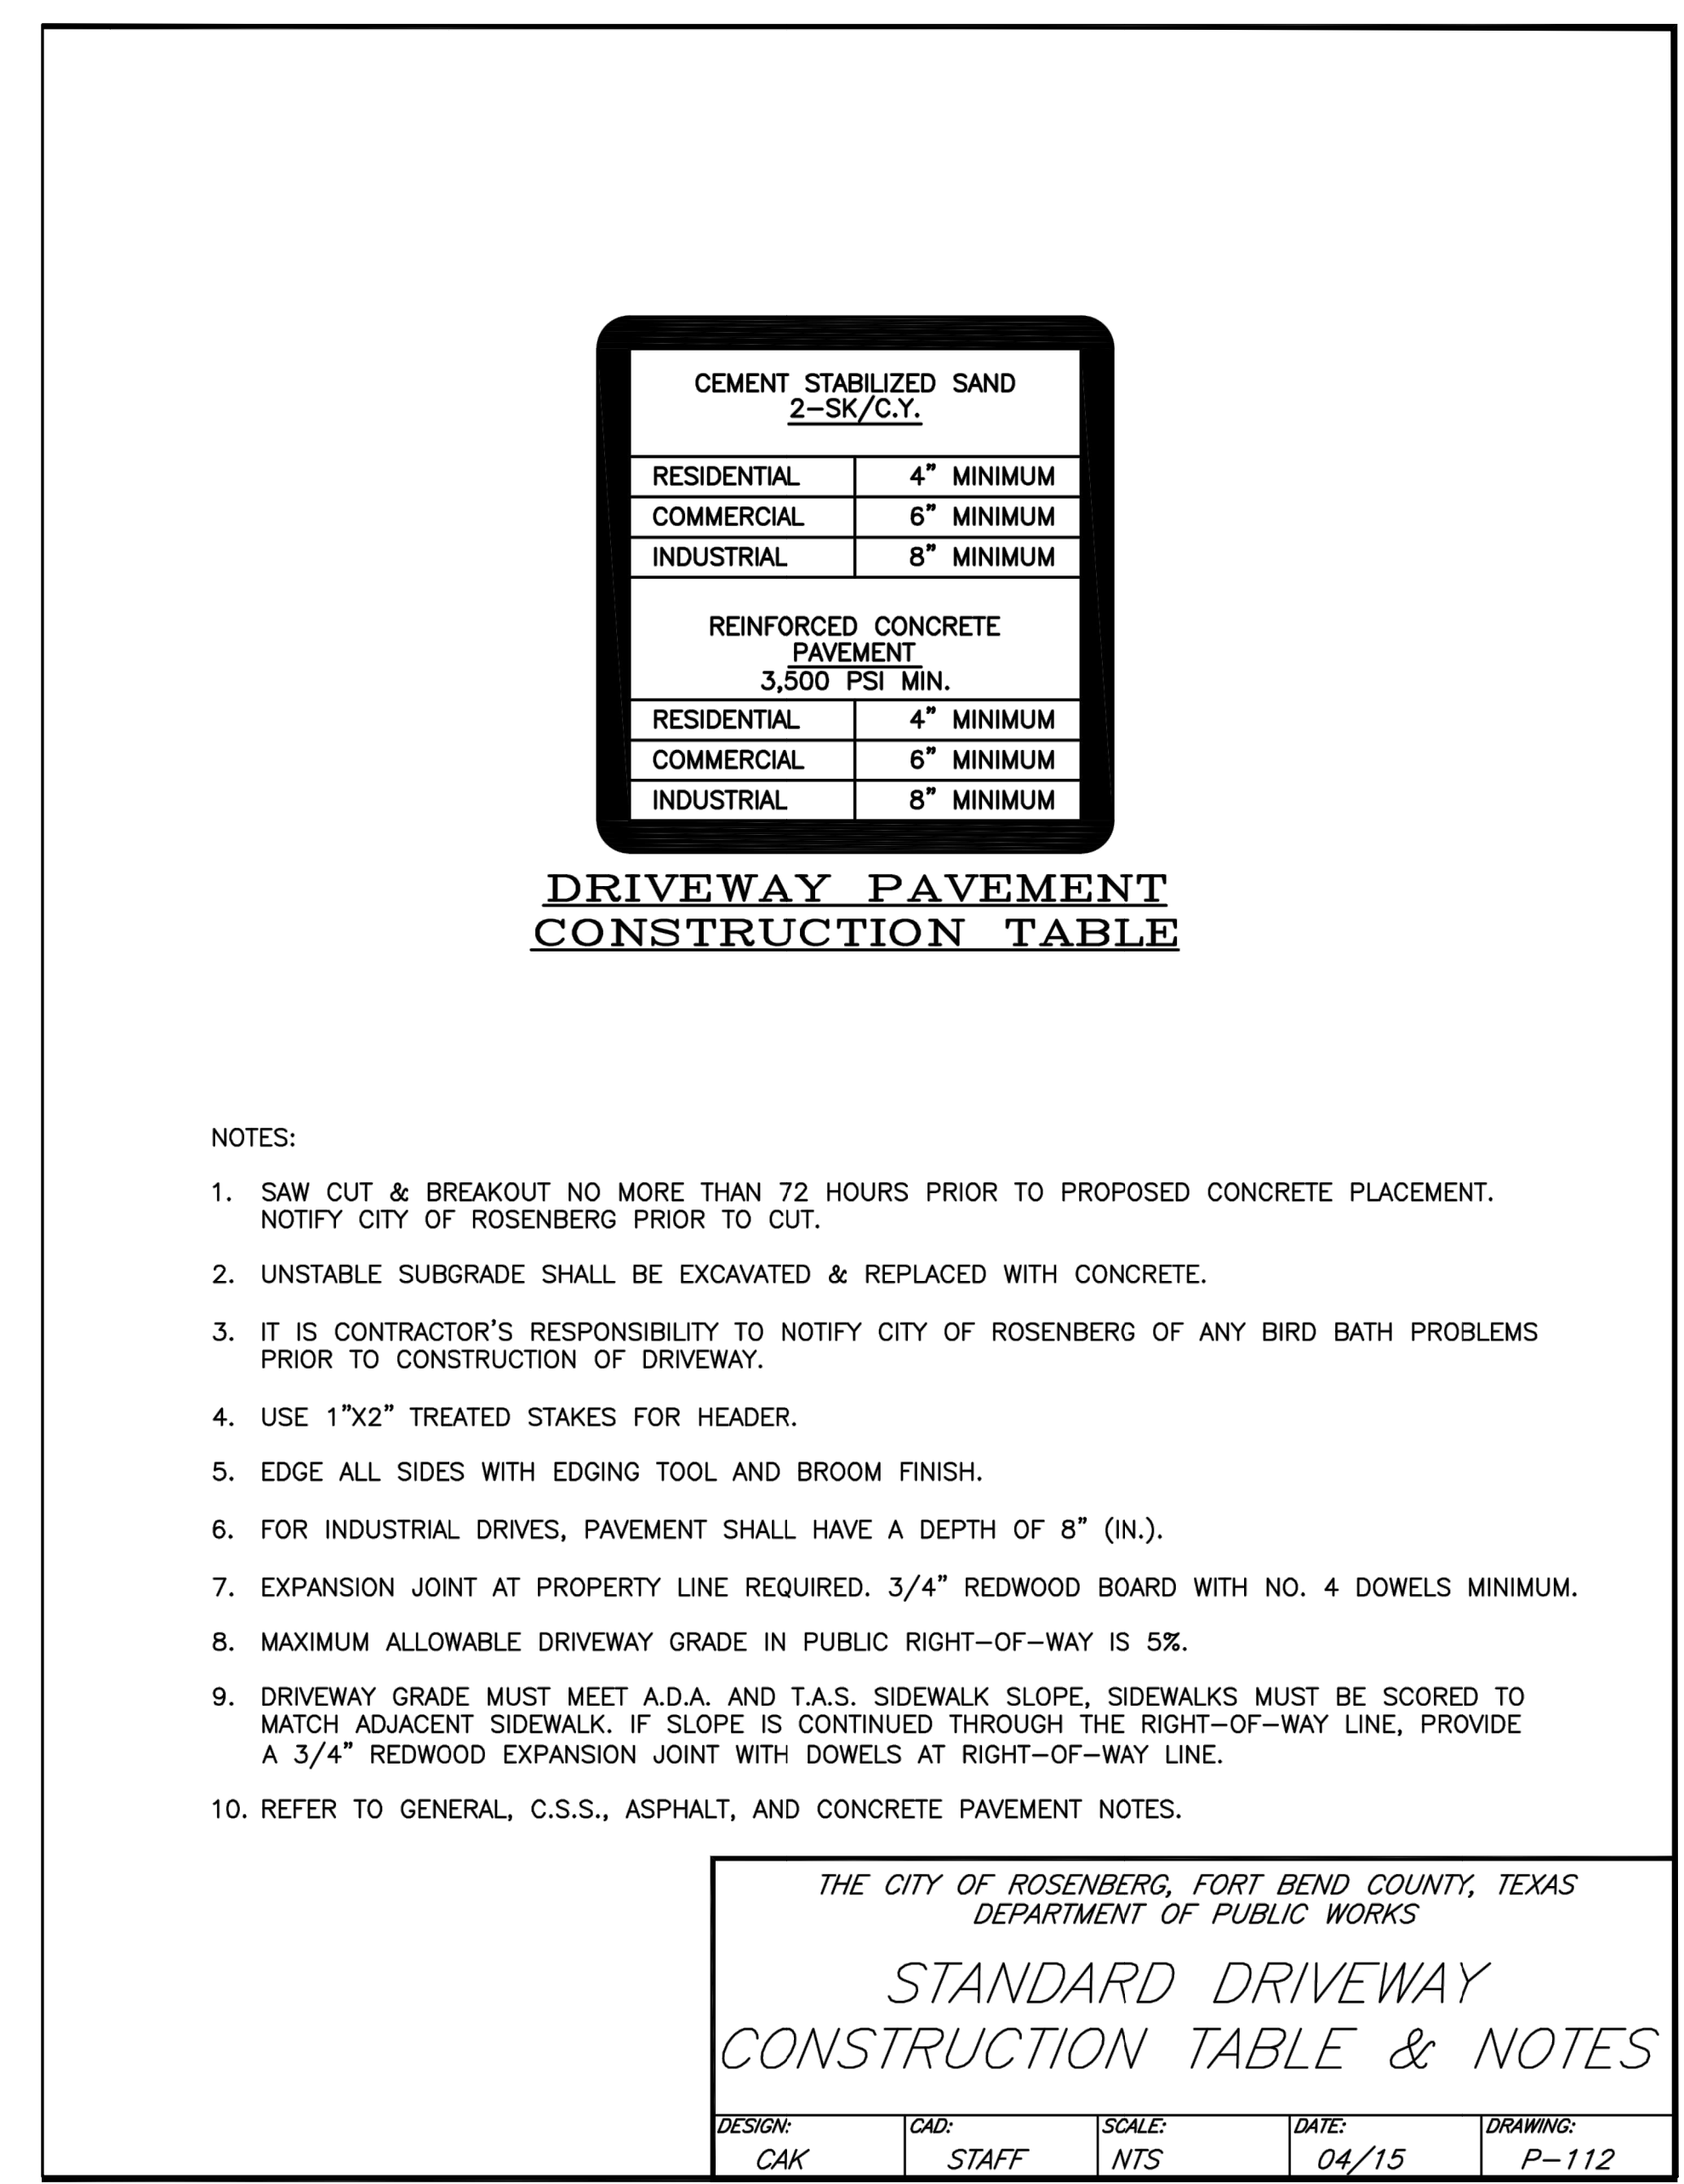 CEMENT STABILIZED SAND
2-SK/C.Y.
RESIDENTIAL 4" MINIMUM
COMMERCIAL 6" MINIMUM
INDUSTRIAL 8" MINIMUM
REINFORCED CONCRETE
PAVEMENT
3,500 PSI MIN.
RESIDENTIAL 4" MINIMUM
COMMERCIAL 6" MINIMUM
INDUSTRIAL 8" MINIMUM
DRIVEWAY PAVEMENT
CONSTRUCTION TABLE
NOTES:
1. SAW CUT & BREAKOUT NO MORE THAN 72 HOURS PRIOR TO PROPOSED CONCRETE PLACEMENT.
NOTIFY CITY OF ROSENBERG PRIOR TO CUT.
2. UNSTABLE SUBGRADE SHALL BE EXCAVATED & REPLACED WITH CONCRETE.
3. IT IS CONTRACTOR'S RESPONSIBILITY TO NOTIFY CITY OF ROSENBERG OF ANY BIRD BATH PROBLEMS
PRIOR TO CONSTRUCTION OF DRIVEWAY.
4. USE 1"X2" TREATED STAKES FOR HEADER.
5. EDGE ALL SIDES WITH EDGING TOOL AND BROOM FINISH.
6. FOR INDUSTRIAL DRIVES, PAVEMENT SHALL HAVE A DEPTH OF 8" (IN.).
7. EXPANSION JOINT AT PROPERTY LINE REQUIRED. 3/4" REDWOOD BOARD WITH NO. 4 DOWELS MINIMUM.
8. MAXIMUM ALLOWABLE DRIVEWAY GRADE IN PUBLIC RIGHT-OF-WAY IS 5%.
9. DRIVEWAY GRADE MUST MEET A.D.A. AND T.A.S. SIDEWALK SLOPE, SIDEWALKS MUST BE SCORED TO
MATCH ADJACENT SIDEWALK. IF SLOPE IS CONTINUED THROUGH THE RIGHT-OF-WAY LINE, PROVIDE
A 3/4" REDWOOD EXPANSION JOINT WITH DOWELS AT RIGHT-OF-WAY LINE.
10. REFER TO GENERAL, C.S.S., ASPHALT, AND CONCRETE PAVEMENT NOTES.
THE CITY OF ROSENBERG, FORT BEND COUNTY, TEXAS
DEPARTMENT OF PUBLIC WORKS
STANDARD DRIVEWAY
CONSTRUCTION TABLE & NOTES
DESIGN: CAD: SCALE: DATE: DRAWING:
CAK STAFF NTS 04/15 P-112